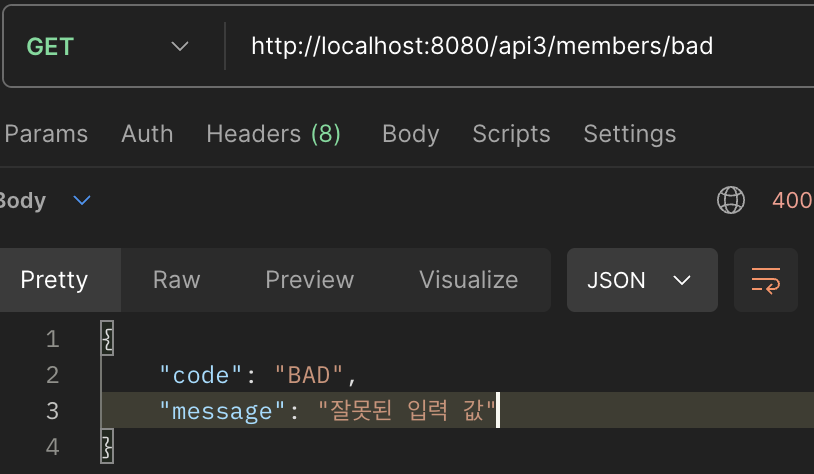 GET http://localhost:8080/api3/members/bad
Params Auth Headers (8) Body Scripts Settings
Body 400
Pretty Raw Preview Visualize JSON
1 {
2 "code": "BAD",
3 "message": "잘못된 입력 값"
4 }